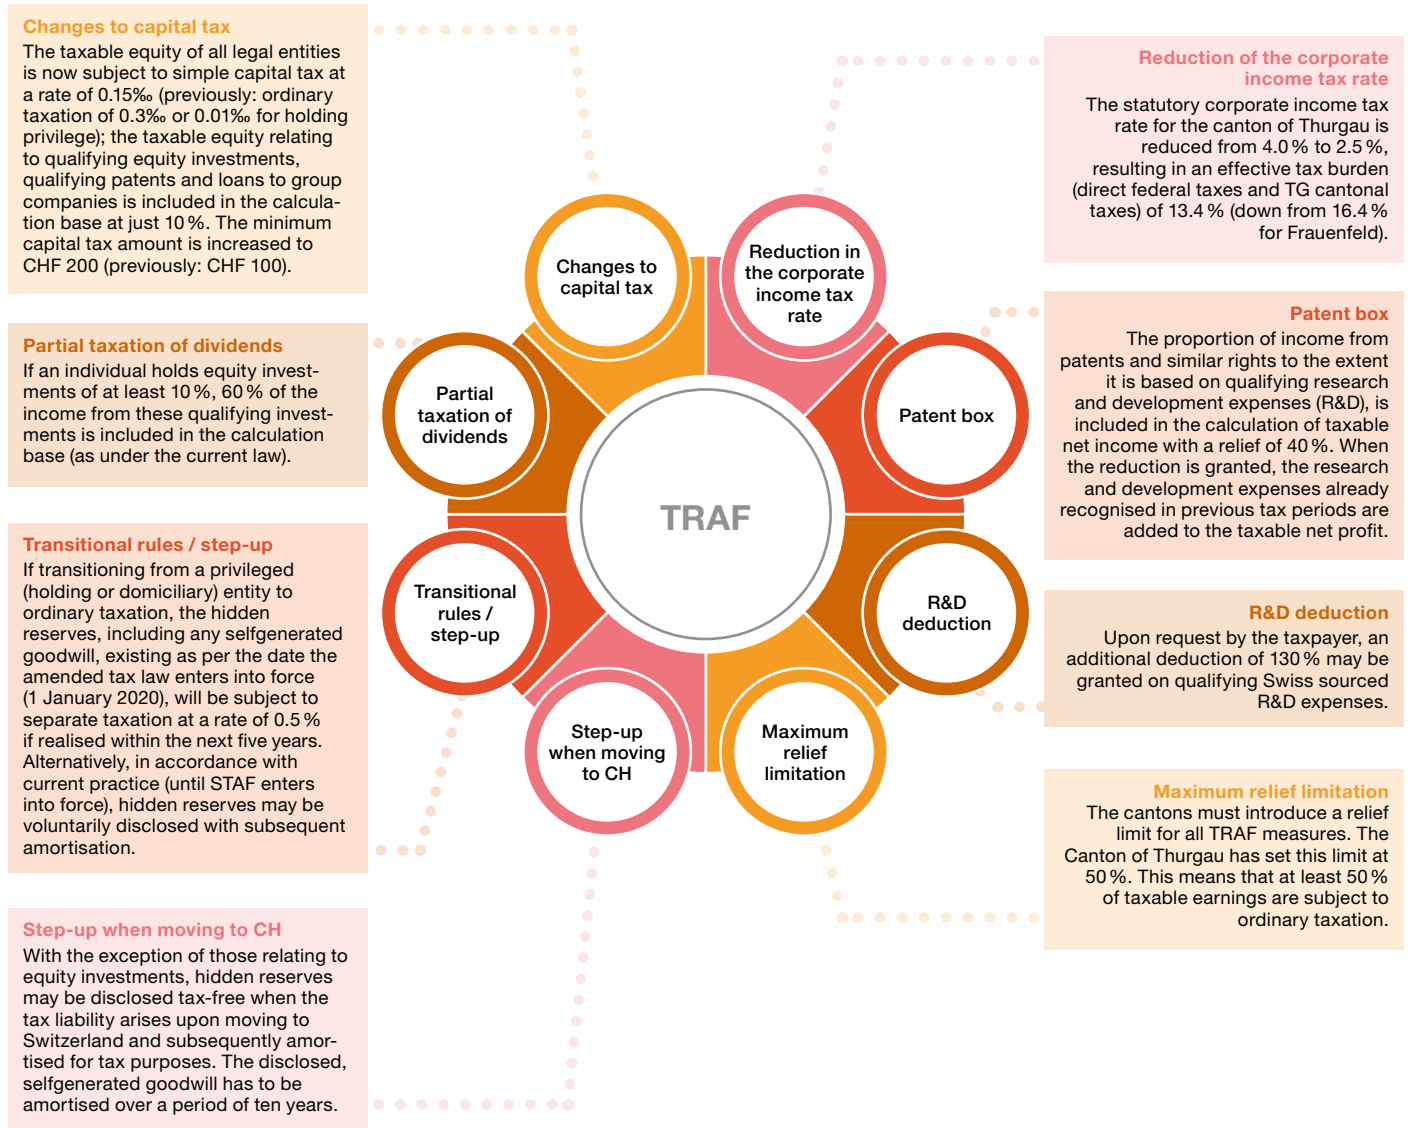 Changes to capital tax
The taxable equity of all legal entities
is now subject to simple capital tax at
a rate of 0.15‰ (previously: ordinary
taxation of 0.3‰ or 0.01‰ for holding
privilege); the taxable equity relating
to qualifying equity investments,
qualifying patents and loans to group
companies is included in the calcula-
tion base at just 10 %. The minimum
capital tax amount is increased to
CHF 200 (previously: CHF 100).
Partial taxation of dividends
If an individual holds equity invest-
ments of at least 10 %, 60 % of the
income from these qualifying invest-
ments is included in the calculation
base (as under the current law).
Transitional rules / step-up
If transitioning from a privileged
(holding or domiciliary) entity to
ordinary taxation, the hidden
reserves, including any selfgenerated
goodwill, existing as per the date the
amended tax law enters into force
(1 January 2020), will be subject to
separate taxation at a rate of 0.5 %
if realised within the next five years.
Alternatively, in accordance with
current practice (until STAF enters
into force), hidden reserves may be
voluntarily disclosed with subsequent
amortisation.
Step-up when moving to CH
With the exception of those relating to
equity investments, hidden reserves
may be disclosed tax-free when the
tax liability arises upon moving to
Switzerland and subsequently amor-
tised for tax purposes. The disclosed,
selfgenerated goodwill has to be
amortised over a period of ten years.
Changes to
capital tax
Reduction in
the corporate
income tax
rate
Partial
taxation of
dividends
Patent box
TRAF
Transitional
rules /
step-up
R&D
deduction
Step-up
when moving
to CH
Maximum
relief
limitation
Reduction of the corporate
income tax rate
The statutory corporate income tax
rate for the canton of Thurgau is
reduced from 4.0 % to 2.5 %,
resulting in an effective tax burden
(direct federal taxes and TG cantonal
taxes) of 13.4 % (down from 16.4 %
for Frauenfeld).
Patent box
The proportion of income from
patents and similar rights to the extent
it is based on qualifying research
and development expenses (R&D), is
included in the calculation of taxable
net income with a relief of 40 %. When
the reduction is granted, the research
and development expenses already
recognised in previous tax periods are
added to the taxable net profit.
R&D deduction
Upon request by the taxpayer, an
additional deduction of 130 % may be
granted on qualifying Swiss sourced
R&D expenses.
Maximum relief limitation
The cantons must introduce a relief
limit for all TRAF measures. The
Canton of Thurgau has set this limit at
50 %. This means that at least 50 %
of taxable earnings are subject to
ordinary taxation.